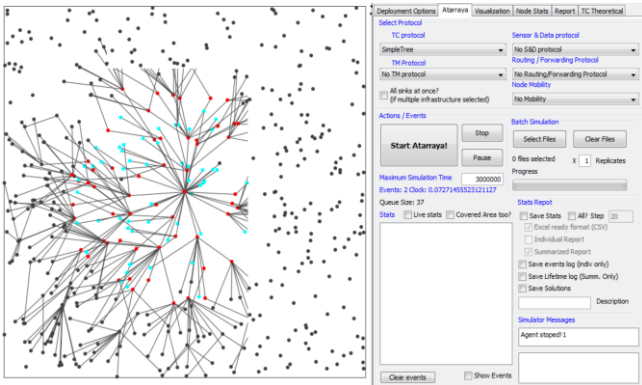 Deployment Options Atarraya Visualization Node Stats Report TC Theoretical
Select Protocol
TC protocol
SimpleTree
TM Protocol
No TM protocol
All sinks at once?
(if multiple infrastructure selected)
Sensor & Data protocol
No S&D protocol
Routing / Forwarding Protocol
No Routing/Forwarding Protocol
Node Mobility
No Mobility
Actions / Events
Start Atarraya!
Stop
Pause
Batch Simulation
Select Files Clear Files
0 files selected X 1 Replicates
Progress
Maximum Simulation Time 3000000
Events: 2 Clock: 0.07271455523121127
Queue Size: 37
Stats Live stats Covered Area too?
Clear events Show Events
Stats Repot
Save Stats All? Step 20
Excel ready format (CSV)
Individual Report
Summarized Report
Save events log (indiv only)
Save Lifetime log (Summ. Only)
Save Solutions
Description
Simulator Messages
Agent stoped! 1